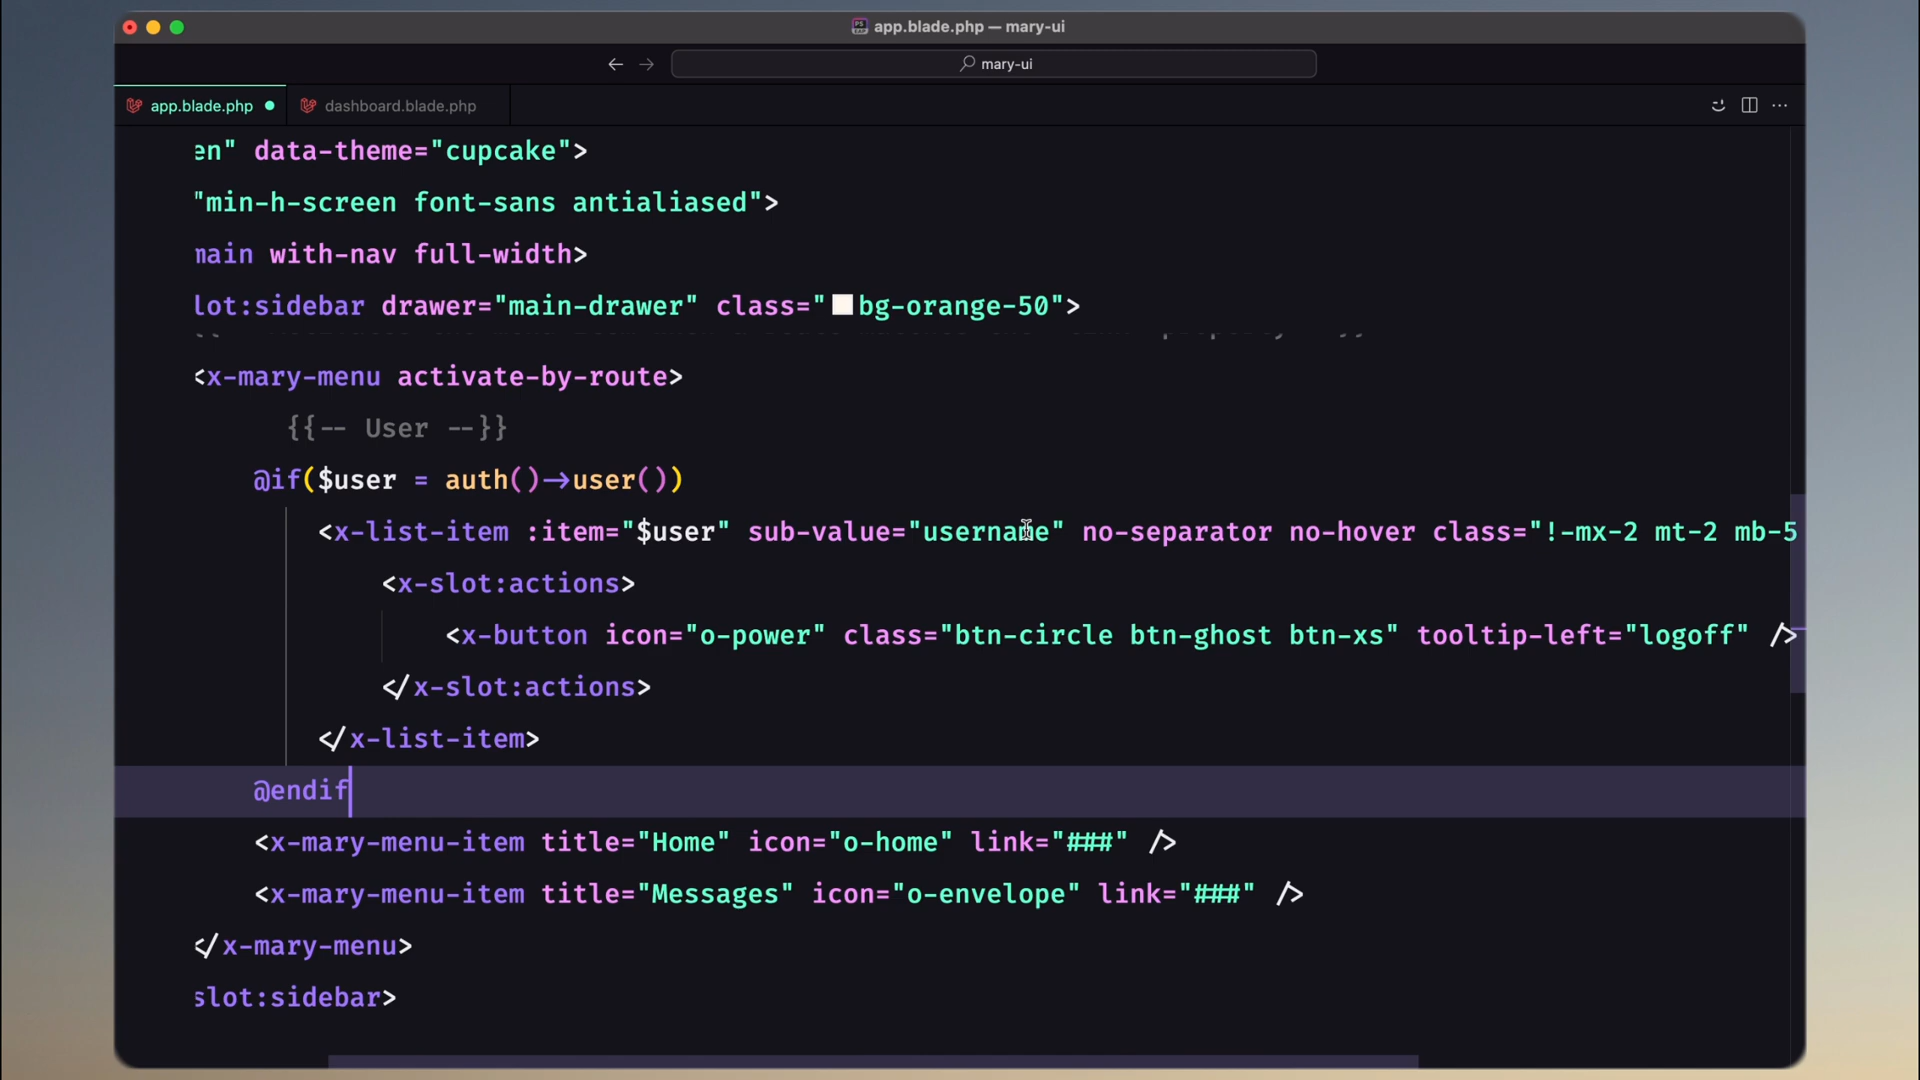 app.blade.php — mary-ui
mary-ui
app.blade.php
dashboard.blade.php
en" data-theme="cupcake">
"min-h-screen font-sans antialiased">
main with-nav full-width>
lot:sidebar drawer="main-drawer" class="bg-orange-50">
<x-mary-menu activate-by-route>
{{-- User --}}
@if($user = auth()->user())
<x-list-item :item="$user" sub-value="username" no-separator no-hover class="!-mx-2 mt-2 mb-5
<x-slot:actions>
<x-button icon="o-power" class="btn-circle btn-ghost btn-xs" tooltip-left="logoff" />
</x-slot:actions>
</x-list-item>
@endif
<x-mary-menu-item title="Home" icon="o-home" link="###" />
<x-mary-menu-item title="Messages" icon="o-envelope" link="###" />
</x-mary-menu>
slot:sidebar>